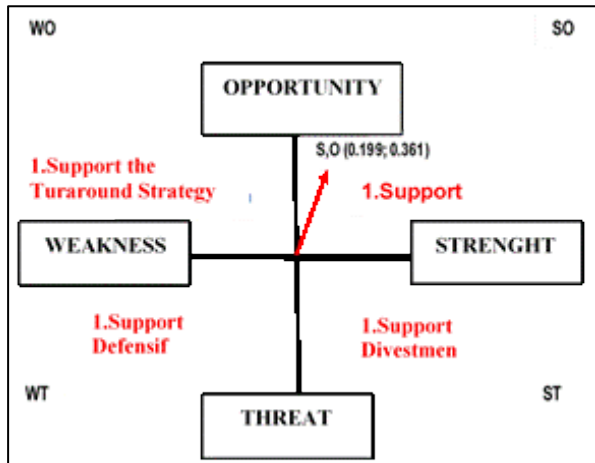 WO
SO
OPPORTUNITY
S,O (0.199; 0.361)
1.Support the
Turaround Strategy
1.Support
WEAKNESS
STRENGHT
1.Support
Defensif
1.Support
Divestmen
WT
ST
THREAT